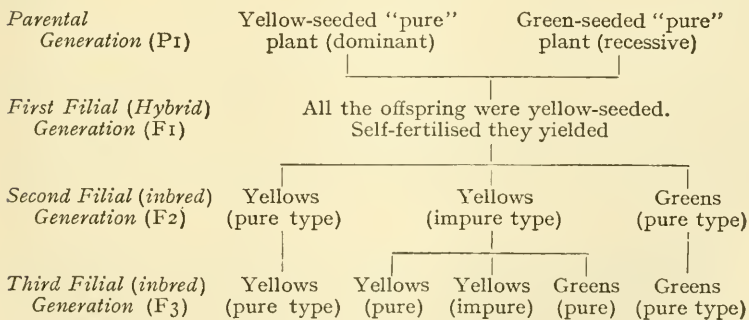 Parental Yellow-seeded “pure” Green-seeded “pure”
Generation (P1) plant (dominant) plant (recessive)
First Filial (Hybrid) All the offspring were yellow-seeded.
Generation (F1) Self-fertilised they yielded
Second Filial (inbred) Yellows Yellows Greens
Generation (F2) (pure type) (impure type) (pure type)
Third Filial (inbred) Yellows Yellows Yellows Greens Greens
Generation (F3) (pure type) (pure) (impure) (pure) (pure type)